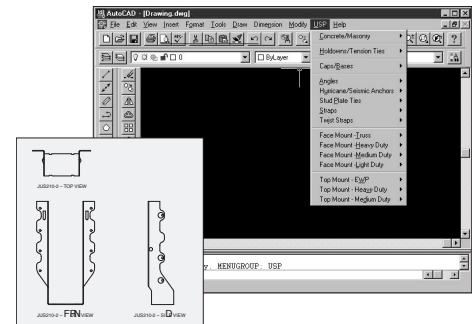 AutoCAD - [Drawing.dwg]
File Edit View Insert Format Tools Draw Dimension Modify USP Help
0
ByLayer
Concrete/Masonry
Holdowns/Tension Ties
Caps/Bases
Angles
Hurricane/Seismic Anchors
Stud Plate Ties
Straps
Twist Straps
Face Mount -Truss
Face Mount -Heavy Duty
Face Mount -Medium Duty
Face Mount -Light Duty
Top Mount - EWP
Top Mount - Heavy Duty
Top Mount - Medium Duty
MENUGROUP: USP
JUS210-2 – TOP VIEW
JUS210-2 – VIEW
JUS210-2 – VIEW